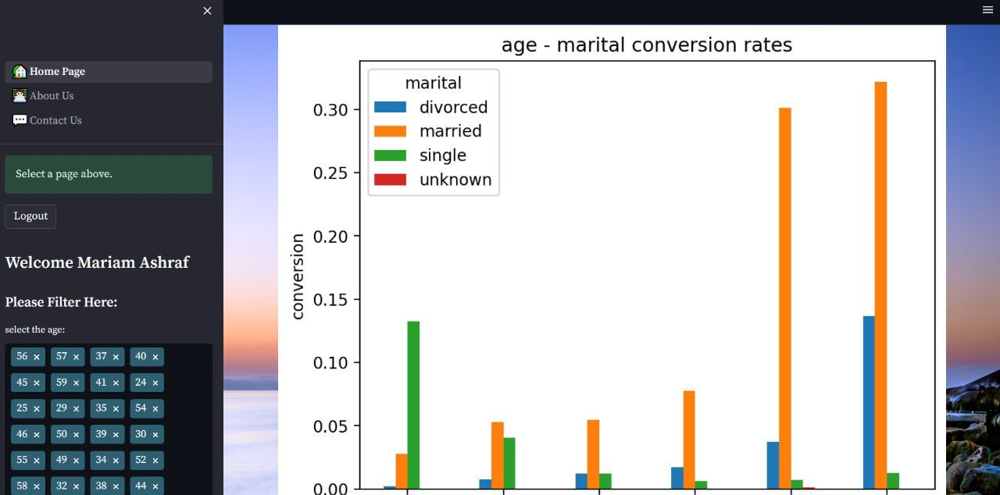 ×
Home Page
About Us
Contact Us
Select a page above.
Logout
Welcome Mariam Ashraf
Please Filter Here:
select the age:
56 × 57 × 37 × 40 ×
45 × 59 × 41 × 24 ×
25 × 29 × 35 × 54 ×
46 × 50 × 39 × 30 ×
55 × 49 × 34 × 52 ×
58 × 32 × 38 × 44 ×
age - marital conversion rates
marital
divorced
married
single
unknown
conversion
0.30
0.25
0.20
0.15
0.10
0.05
0.00